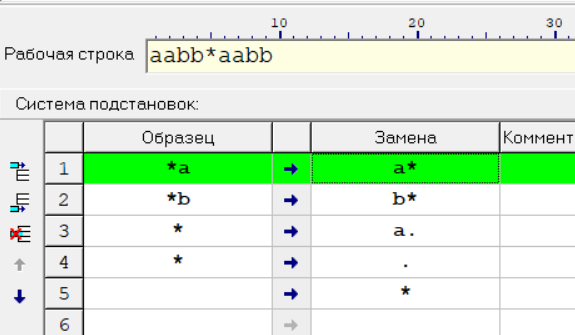 10 20 30
Рабочая строка aabb*aabb
Система подстановок:
Образец Замена Коммент
1 *a → a*
2 *b → b*
3 * → a.
4 * → .
5 → *
6 →